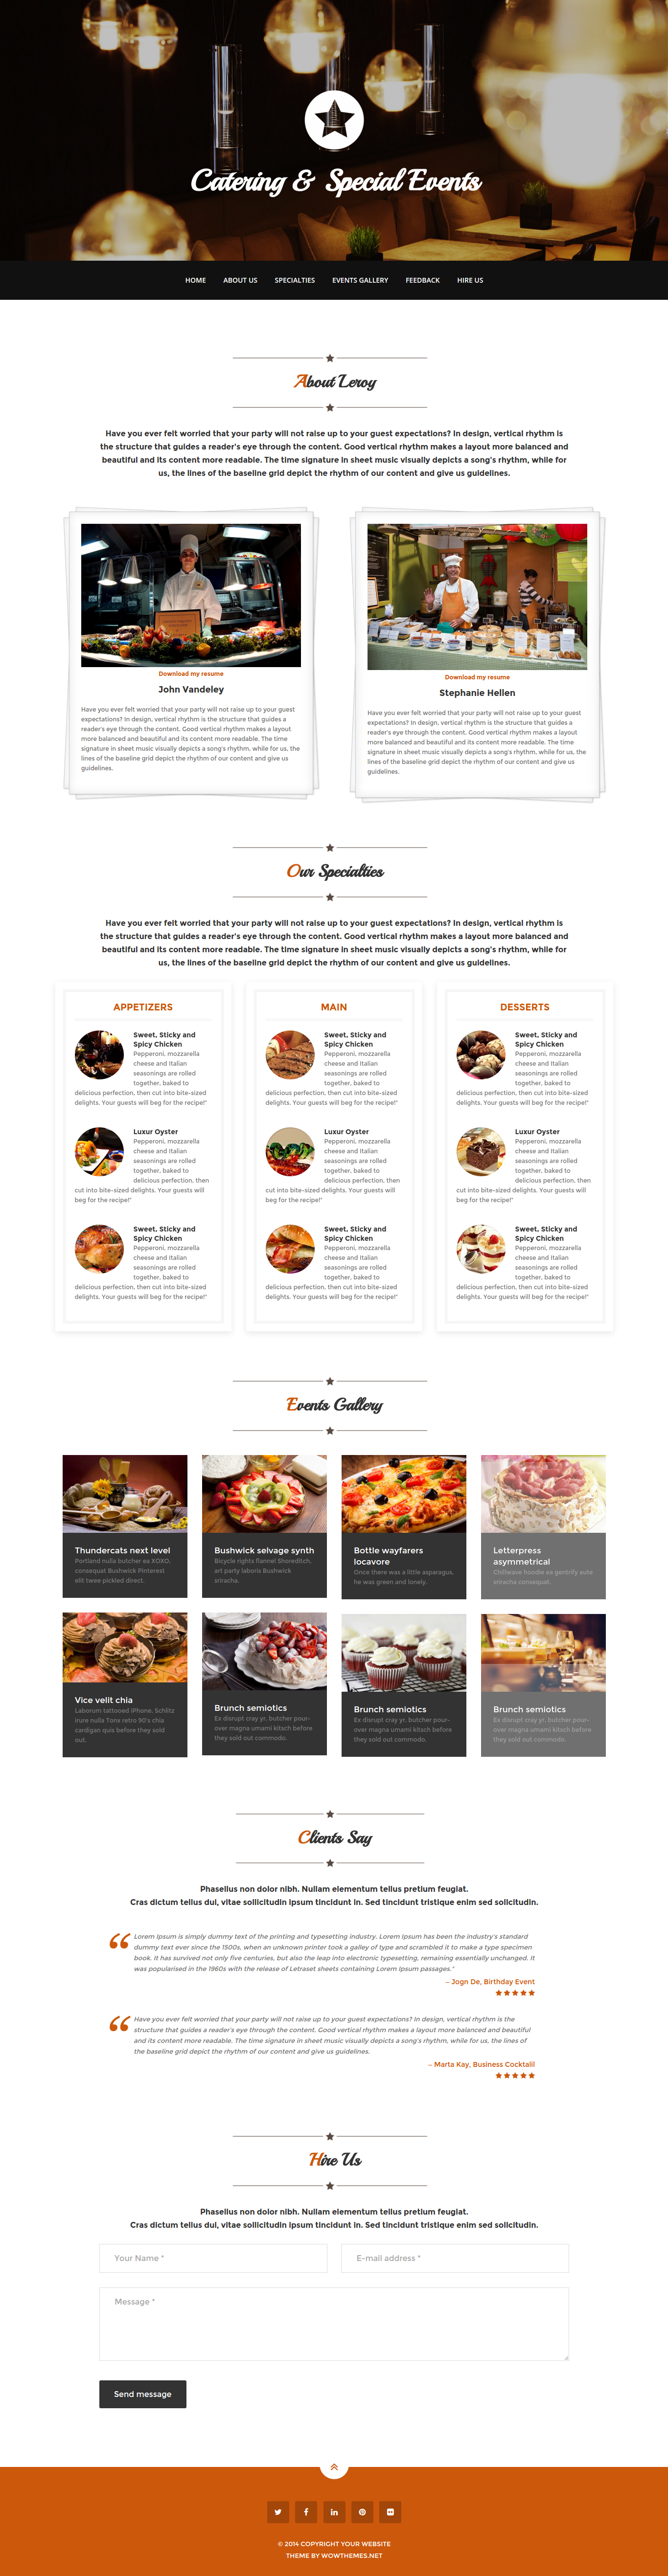 Catering & Special Events
HOME ABOUT US SPECIALTIES EVENTS GALLERY FEEDBACK HIRE US
About Leroy
Have you ever felt worried that your party will not raise up to your guest expectations? In design, vertical rhythm is
the structure that guides a reader's eye through the content. Good vertical rhythm makes a layout more balanced and
beautiful and its content more readable. The time signature in sheet music visually depicts a song's rhythm, while for
us, the lines of the baseline grid depict the rhythm of our content and give us guidelines.
Download my resume
John Vandeley
Have you ever felt worried that your party will not raise up to your guest
expectations? In design, vertical rhythm is the structure that guides a
reader's eye through the content. Good vertical rhythm makes a layout
more balanced and beautiful and its content more readable. The time
signature in sheet music visually depicts a song's rhythm, while for us, the
lines of the baseline grid depict the rhythm of our content and give us
guidelines.
Download my resume
Stephanie Hellen
Have you ever felt worried that your party will not raise up to your guest
expectations? In design, vertical rhythm is the structure that guides a
reader's eye through the content. Good vertical rhythm makes a layout
more balanced and beautiful and its content more readable. The time
signature in sheet music visually depicts a song's rhythm, while for us, the
lines of the baseline grid depict the rhythm of our content and give us
guidelines.
Our Specialties
Have you ever felt worried that your party will not raise up to your guest expectations? In design, vertical rhythm is
the structure that guides a reader's eye through the content. Good vertical rhythm makes a layout more balanced and
beautiful and its content more readable. The time signature in sheet music visually depicts a song's rhythm, while for
us, the lines of the baseline grid depict the rhythm of our content and give us guidelines.
APPETIZERS
Sweet, Sticky and
Spicy Chicken
Pepperoni, mozzarella
cheese and Italian
seasonings are rolled
together, baked to
delicious perfection, then cut into bite-sized
delights. Your guests will beg for the recipe!"
Luxur Oyster
Pepperoni, mozzarella
cheese and Italian
seasonings are rolled
together, baked to
delicious perfection, then
cut into bite-sized delights. Your guests will
beg for the recipe!"
Sweet, Sticky and
Spicy Chicken
Pepperoni, mozzarella
cheese and Italian
seasonings are rolled
together, baked to
delicious perfection, then cut into bite-sized
delights. Your guests will beg for the recipe!"
MAIN
Sweet, Sticky and
Spicy Chicken
Pepperoni, mozzarella
cheese and Italian
seasonings are rolled
together, baked to
delicious perfection, then cut into bite-sized
delights. Your guests will beg for the recipe!"
Luxur Oyster
Pepperoni, mozzarella
cheese and Italian
seasonings are rolled
together, baked to
delicious perfection, then
cut into bite-sized delights. Your guests will
beg for the recipe!"
Sweet, Sticky and
Spicy Chicken
Pepperoni, mozzarella
cheese and Italian
seasonings are rolled
together, baked to
delicious perfection, then cut into bite-sized
delights. Your guests will beg for the recipe!"
DESSERTS
Sweet, Sticky and
Spicy Chicken
Pepperoni, mozzarella
cheese and Italian
seasonings are rolled
together, baked to
delicious perfection, then cut into bite-sized
delights. Your guests will beg for the recipe!"
Luxur Oyster
Pepperoni, mozzarella
cheese and Italian
seasonings are rolled
together, baked to
delicious perfection, then
cut into bite-sized delights. Your guests will
beg for the recipe!"
Sweet, Sticky and
Spicy Chicken
Pepperoni, mozzarella
cheese and Italian
seasonings are rolled
together, baked to
delicious perfection, then cut into bite-sized
delights. Your guests will beg for the recipe!"
Events Gallery
Thundercats next level
Portland nulla butcher ea XOXO,
consequat Bushwick Pinterest
elit twee pickled direct.
Bushwick selvage synth
Bicycle rights flannel Shoreditch,
art party laboris Bushwick
sriracha.
Bottle wayfarers
locavore
Once there was a little asparagus,
he was green and lonely.
Letterpress
asymmetrical
Chillwave hoodie ea gentrify aute
sriracha consequat.
Vice velit chia
Laborum tattooed iPhone, Schlitz
irure nulla Tonx retro 90's chia
cardigan quis before they sold
out.
Brunch semiotics
Ex disrupt cray yr, butcher pour-
over magna umami kitsch before
they sold out commodo.
Brunch semiotics
Ex disrupt cray yr, butcher pour-
over magna umami kitsch before
they sold out commodo.
Brunch semiotics
Ex disrupt cray yr, butcher pour-
over magna umami kitsch before
they sold out commodo.
Clients Say
Phasellus non dolor nibh. Nullam elementum tellus pretium feugiat.
Cras dictum tellus dui, vitae sollicitudin ipsum tincidunt in. Sed tincidunt tristique enim sed sollicitudin.
Lorem Ipsum is simply dummy text of the printing and typesetting industry. Lorem Ipsum has been the industry's standard
dummy text ever since the 1500s, when an unknown printer took a galley of type and scrambled it to make a type specimen
book. It has survived not only five centuries, but also the leap into electronic typesetting, remaining essentially unchanged. It
was popularised in the 1960s with the release of Letraset sheets containing Lorem Ipsum passages."
– Jogn De, Birthday Event
Have you ever felt worried that your party will not raise up to your guest expectations? In design, vertical rhythm is the
structure that guides a reader's eye through the content. Good vertical rhythm makes a layout more balanced and beautiful
and its content more readable. The time signature in sheet music visually depicts a song's rhythm, while for us, the lines of
the baseline grid depict the rhythm of our content and give us guidelines.
– Marta Kay, Business Cocktalil
Hire Us
Phasellus non dolor nibh. Nullam elementum tellus pretium feugiat.
Cras dictum tellus dui, vitae sollicitudin ipsum tincidunt in. Sed tincidunt tristique enim sed sollicitudin.
Your Name *
E-mail address *
Message *
Send message
© 2014 COPYRIGHT YOUR WEBSITE
THEME BY WOWTHEMES.NET